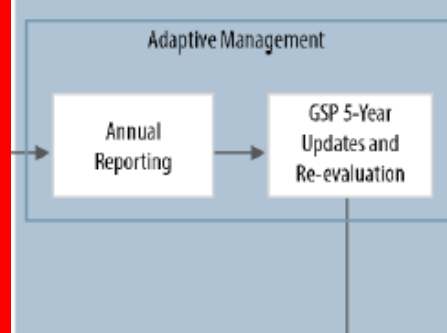 Adaptive Management
Annual
Reporting
GSP 5-Year
Updates and
Re-evaluation